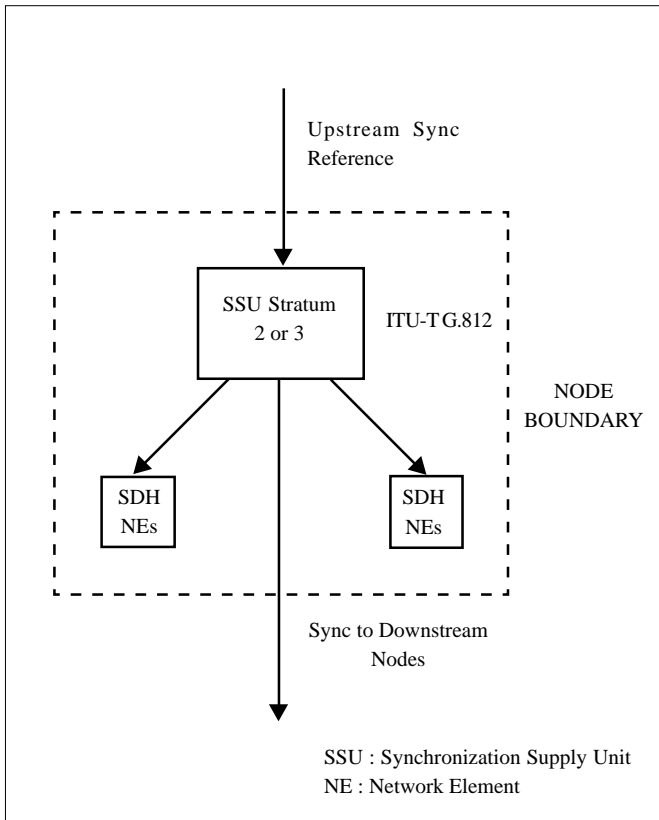 Upstream Sync
Reference
SSU Stratum
2 or 3
ITU-T G.812
NODE
BOUNDARY
SDH
NEs
SDH
NEs
Sync to Downstream
Nodes
SSU : Synchronization Supply Unit
NE : Network Element